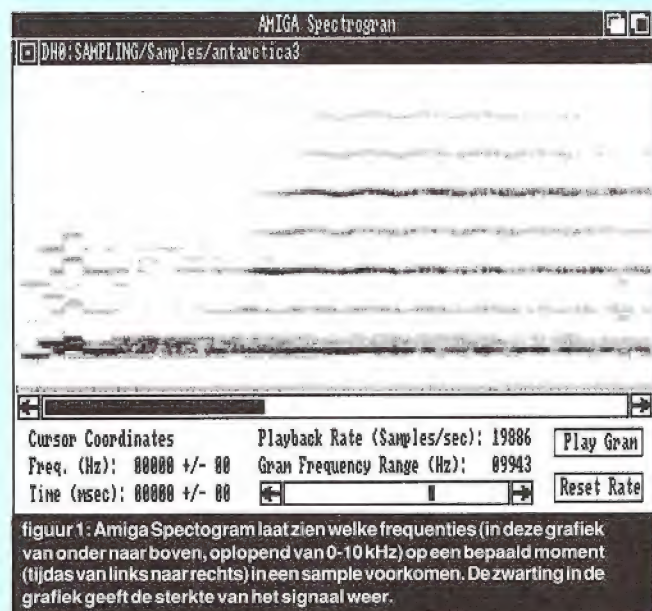 AMIGA Spectrogram
DH0:SAMPLING/Samples/antarctica3
Cursor Coordinates
Playback Rate (Samples/sec): 19886
Play Gram
Freq. (Hz): 00000 +/- 00
Gram Frequency Range (Hz): 09943
Time (msec): 00000 +/- 00
Reset Rate
figuur 1: Amiga Spectogram laat zien welke frequenties (in deze grafiek
van onder naar boven, oplopend van 0-10 kHz) op een bepaald moment
(tijdas van links naar rechts) in een sample voorkomen. De zwarting in de
grafiek geeft de sterkte van het signaal weer.